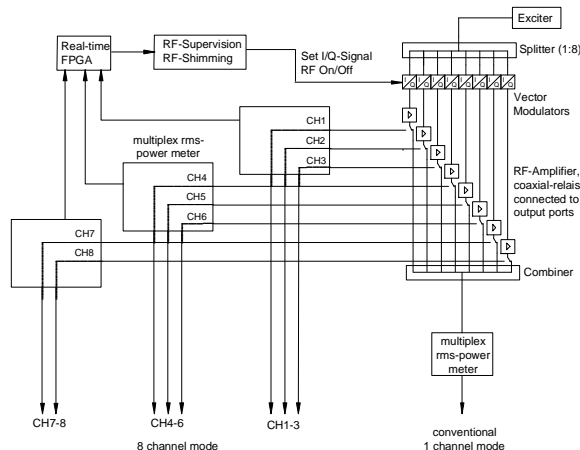 Exciter
Real-time
FPGA
RF-Supervision
RF-Shimming
Set I/Q-Signal
RF On/Off
Splitter (1:8)
I Q I Q I Q I Q I Q I Q I Q I Q
Vector
Modulators
multiplex rms-
power meter
CH1
CH2
CH3
CH4
CH5
CH6
CH7
CH8
RF-Amplifier,
coaxial-relais
connected to
output ports
Combiner
multiplex
rms-power
meter
CH7-8
CH4-6
CH1-3
8 channel mode
conventional
1 channel mode